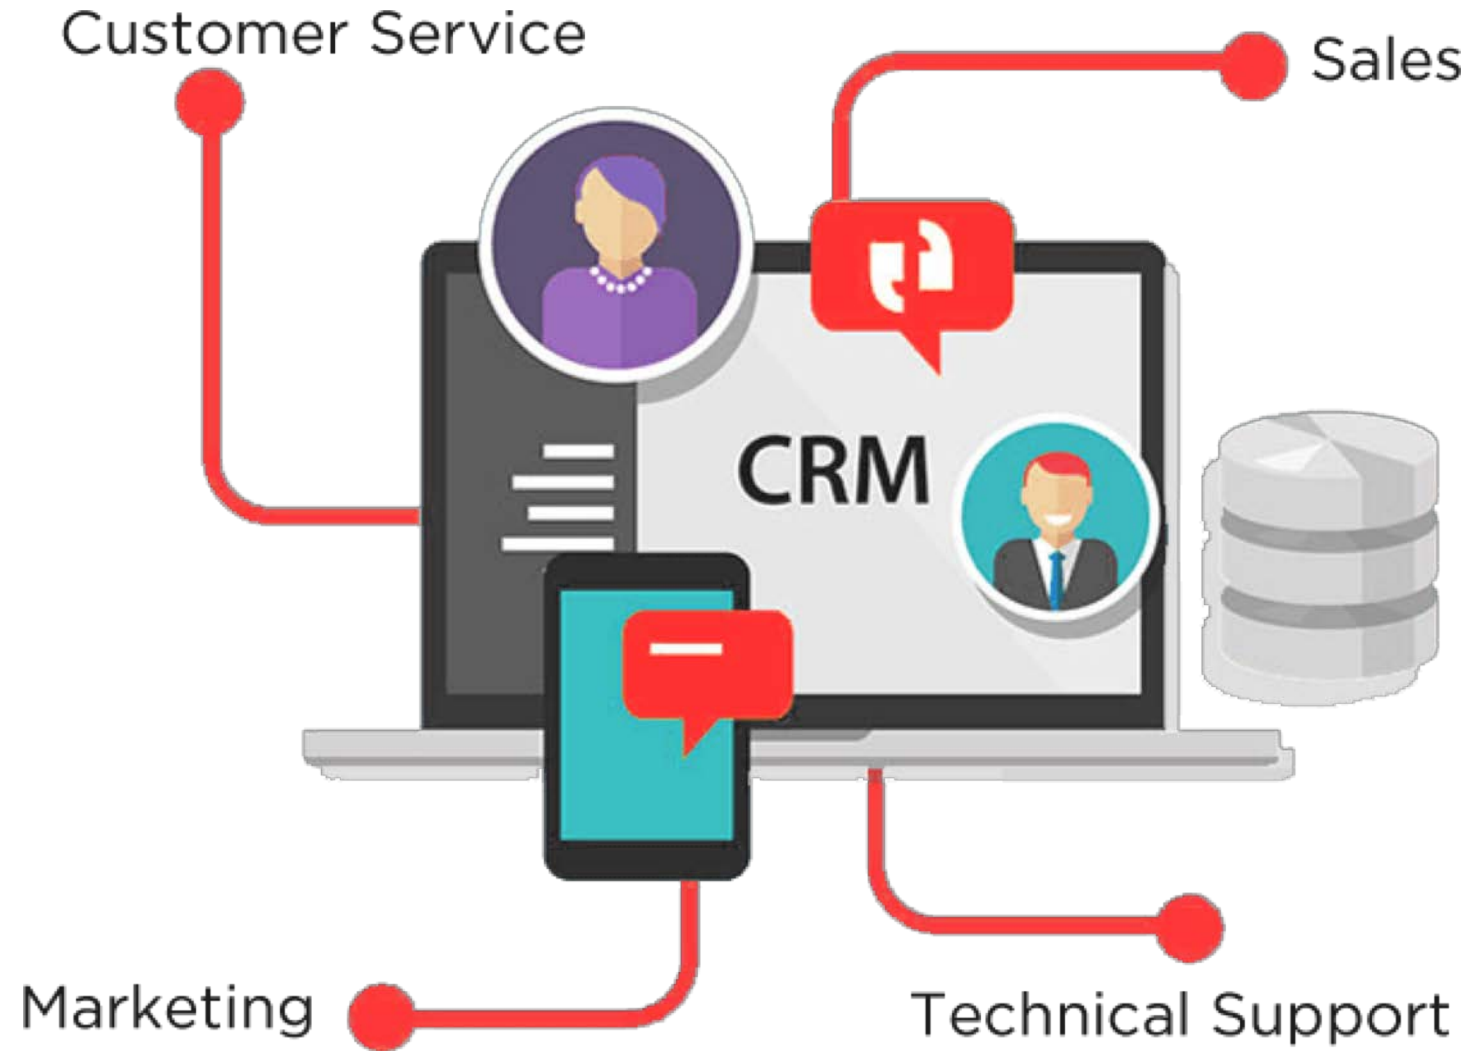 Customer Service
Sales
CRM
Marketing
Technical Support